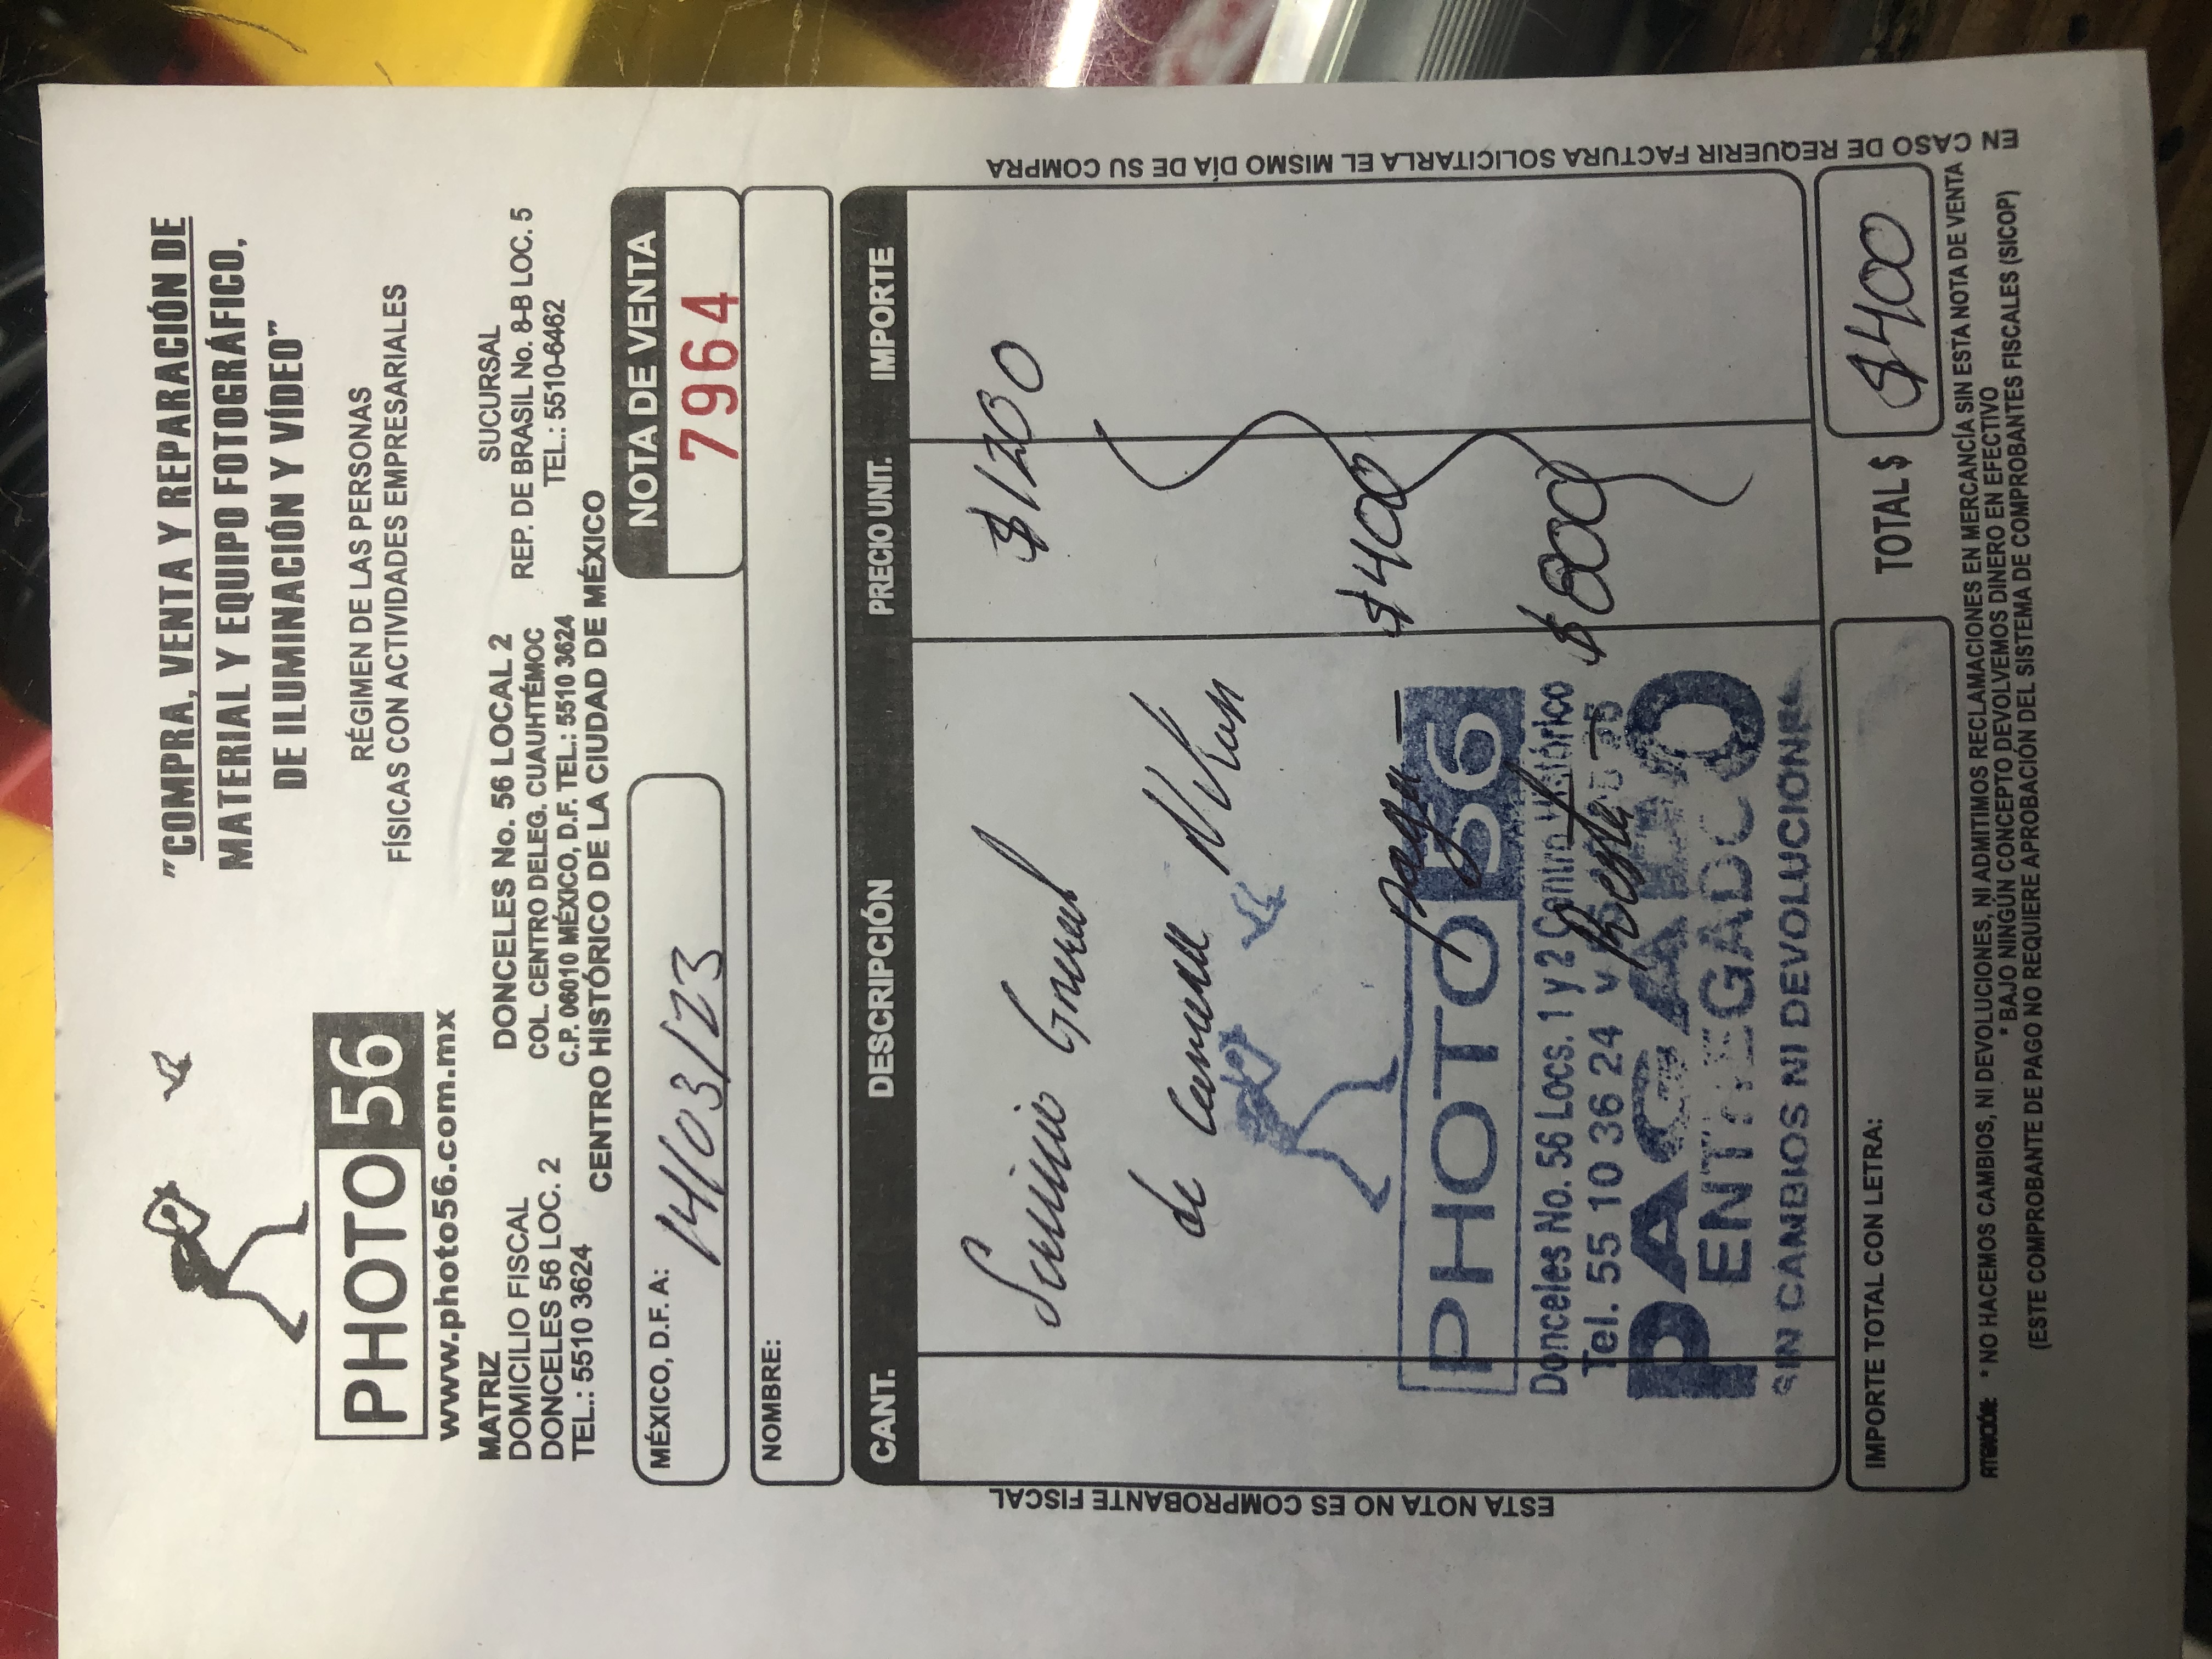 PHOTO 56
www.photo56.com.mx
"COMPRA, VENTA Y REPARACIÓN DE
MATERIAL Y EQUIPO FOTOGRÁFICO,
DE ILUMINACIÓN Y VÍDEO"
RÉGIMEN DE LAS PERSONAS
FÍSICAS CON ACTIVIDADES EMPRESARIALES
MATRIZ
DOMICILIO FISCAL
DONCELES 56 LOC. 2
TEL.: 5510 3624
DONCELES No. 56 LOCAL 2
COL. CENTRO DELEG. CUAUHTÉMOC
C.P. 06010 MÉXICO, D.F. TEL.: 5510 3624
SUCURSAL
REP. DE BRASIL No. 8-B LOC. 5
TEL.: 5510-6462
CENTRO HISTÓRICO DE LA CIUDAD DE MÉXICO
MÉXICO, D.F. A: 14/03/23
NOTA DE VENTA
7964
NOMBRE:
CANT. DESCRIPCIÓN PRECIO UNIT. IMPORTE
Servicio General $1200
de camara Nikon
pago — $400
Resta — $800
PHOTO 56
Donceles No. 56 Locs. 1 y 2 Centro Histórico
Tel. 55 10 36 24 y
PAGADO
ENTREGADO
SIN CAMBIOS NI DEVOLUCIONES
IMPORTE TOTAL CON LETRA: TOTAL $ $400
ATENCIÓN: * NO HACEMOS CAMBIOS, NI DEVOLUCIONES, NI ADMITIMOS RECLAMACIONES EN MERCANCÍA SIN ESTA NOTA DE VENTA
* BAJO NINGÚN CONCEPTO DEVOLVEMOS DINERO EN EFECTIVO
(ESTE COMPROBANTE DE PAGO NO REQUIERE APROBACIÓN DEL SISTEMA DE COMPROBANTES FISCALES (SICOP)
ESTA NOTA NO ES COMPROBANTE FISCAL
EN CASO DE REQUERIR FACTURA SOLICITARLA EL MISMO DÍA DE SU COMPRA